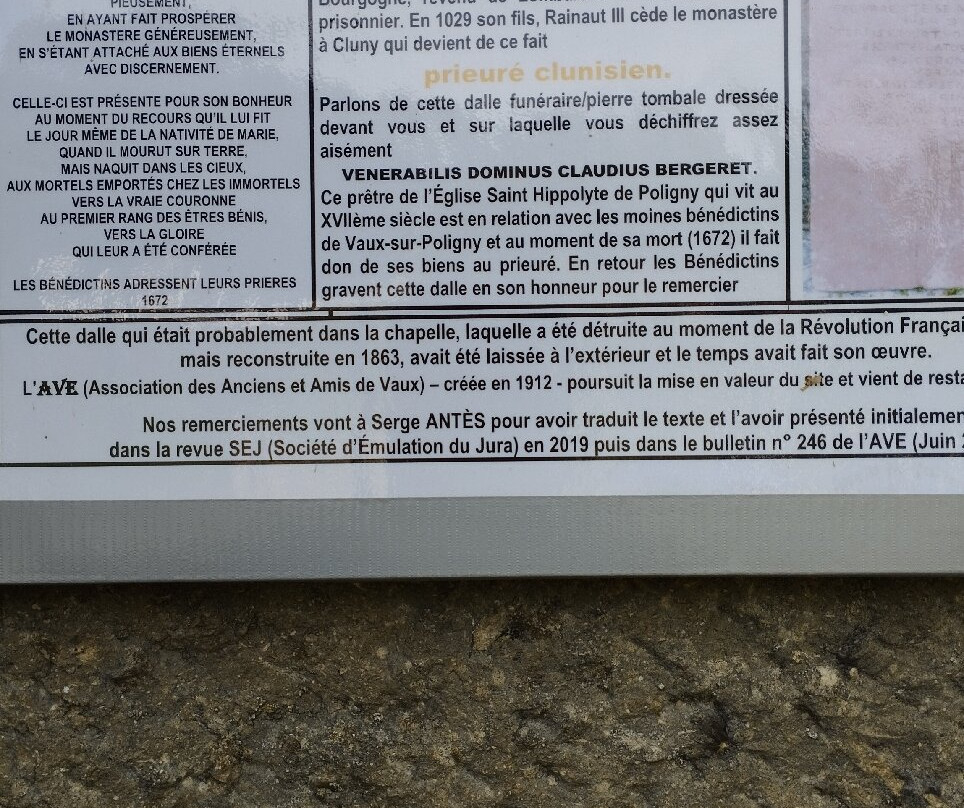 PIEUSEMENT,
EN AYANT FAIT PROSPÉRER
LE MONASTERE GÉNÉREUSEMENT,
EN S'ÉTANT ATTACHÉ AUX BIENS ÉTERNELS
AVEC DISCERNEMENT.
CELLE-CI EST PRÉSENTE POUR SON BONHEUR
AU MOMENT DU RECOURS QU'IL LUI FIT
LE JOUR MÊME DE LA NATIVITÉ DE MARIE,
QUAND IL MOURUT SUR TERRE,
MAIS NAQUIT DANS LES CIEUX,
AUX MORTELS EMPORTÉS CHEZ LES IMMORTELS
VERS LA VRAIE COURONNE
AU PREMIER RANG DES ÊTRES BÉNIS,
VERS LA GLOIRE
QUI LEUR A ÉTÉ CONFÉRÉE
LES BÉNÉDICTINS ADRESSENT LEURS PRIERES
1672
prisonnier. En 1029 son fils, Rainaut III cède le monastère
à Cluny qui devient de ce fait
prieuré clunisien.
Parlons de cette dalle funéraire/pierre tombale dressée
devant vous et sur laquelle vous déchiffrez assez
aisément
VENERABILIS DOMINUS CLAUDIUS BERGERET.
Ce prêtre de l'Église Saint Hippolyte de Poligny qui vit au
XVIIème siècle est en relation avec les moines bénédictins
de Vaux-sur-Poligny et au moment de sa mort (1672) il fait
don de ses biens au prieuré. En retour les Bénédictins
gravent cette dalle en son honneur pour le remercier
Cette dalle qui était probablement dans la chapelle, laquelle a été détruite au moment de la Révolution Françai
mais reconstruite en 1863, avait été laissée à l'extérieur et le temps avait fait son œuvre.
L'AVE (Association des Anciens et Amis de Vaux) – créée en 1912 - poursuit la mise en valeur du site et vient de resta
Nos remerciements vont à Serge ANTÈS pour avoir traduit le texte et l'avoir présenté initialemen
dans la revue SEJ (Société d'Émulation du Jura) en 2019 puis dans le bulletin n° 246 de l'AVE (Juin